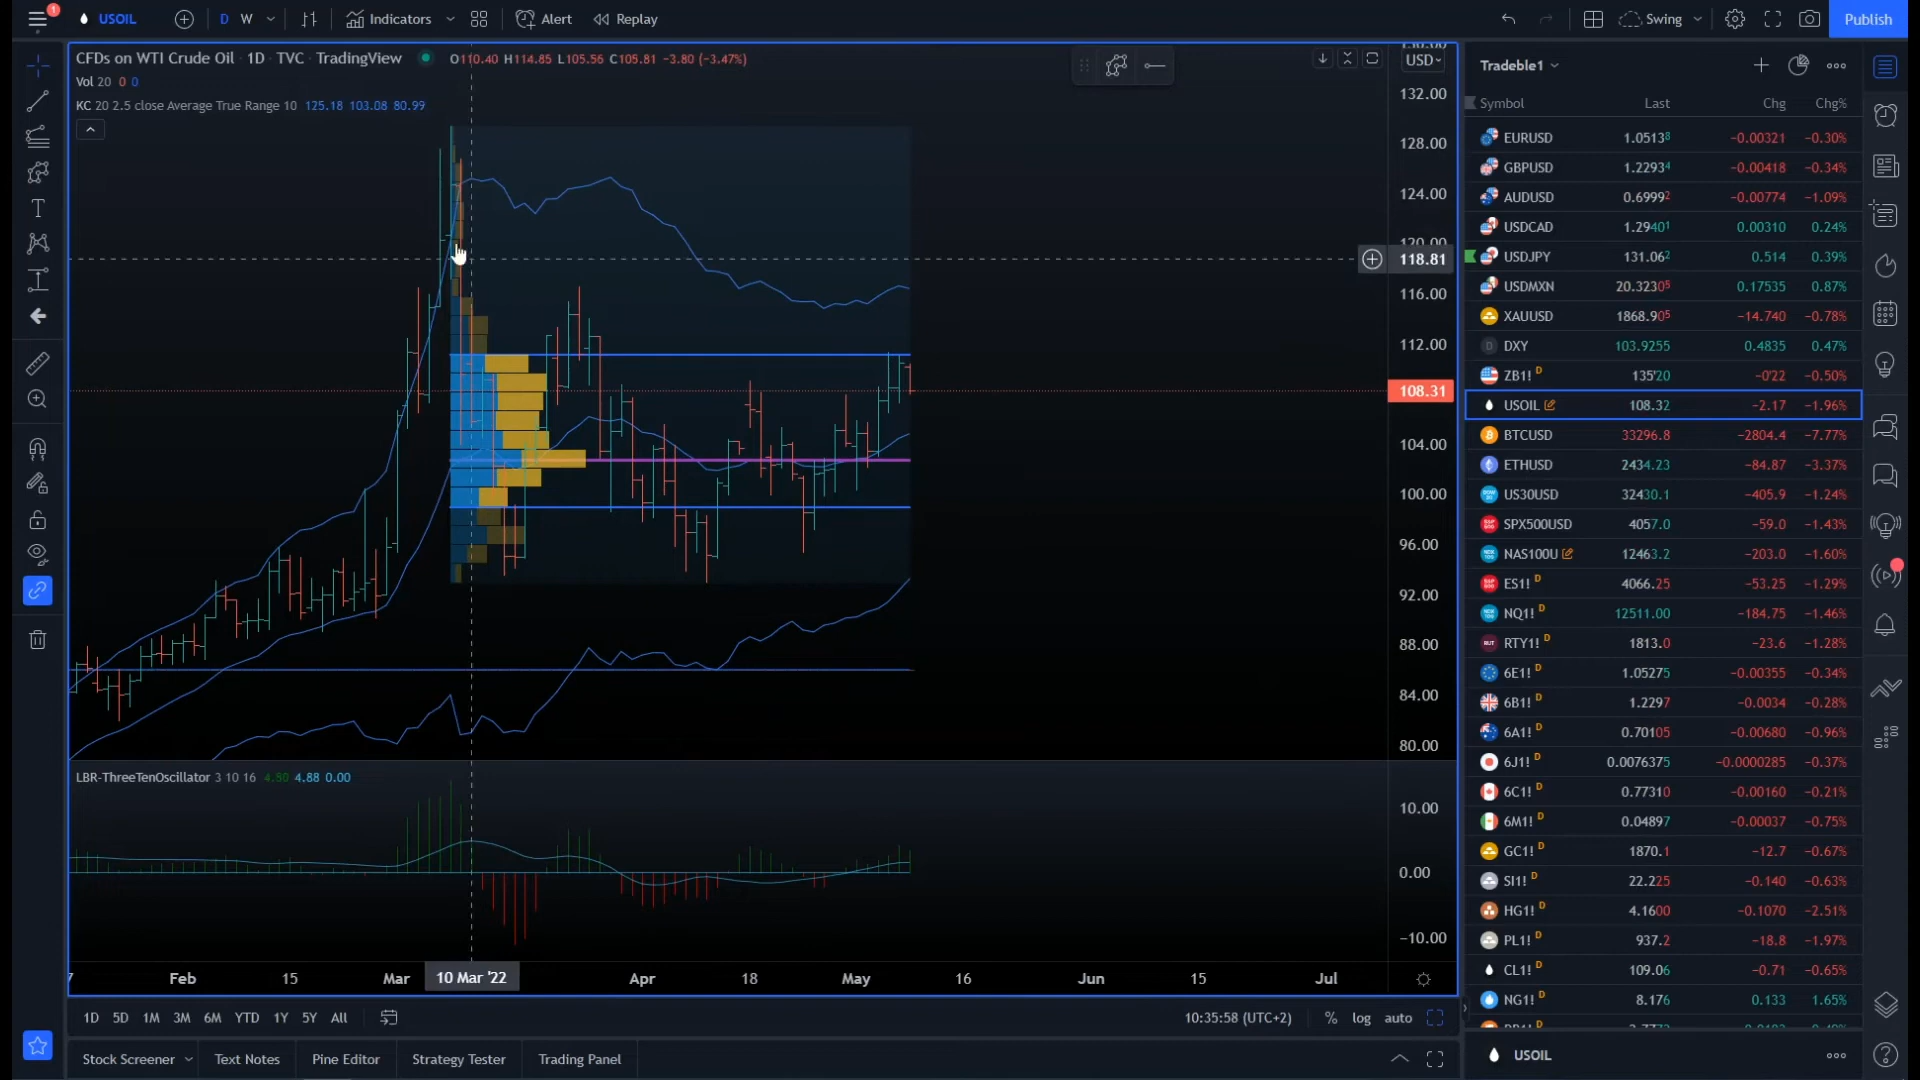 1
USOIL D W Indicators Alert Replay Swing Publish
CFDs on WTI Crude Oil · 1D · TVC · TradingView O110.40 H114.85 L105.56 C105.81 −3.80 (−3.47%)
Vol 20 0 0
KC 20 2.5 close Average True Range 10 125.18 103.08 80.99
USD
132.00
128.00
124.00
120.00
118.81
116.00
112.00
108.31
104.00
100.00
96.00
92.00
88.00
84.00
80.00
LBR-ThreeTenOscillator 3 10 16 4.80 4.88 0.00
10.00
0.00
−10.00
Feb 15 Mar 10 Mar '22 Apr 18 May 16 Jun 15 Jul
1D 5D 1M 3M 6M YTD 1Y 5Y All 10:35:58 (UTC+2) % log auto
Stock Screener Text Notes Pine Editor Strategy Tester Trading Panel
Tradeble1
Symbol Last Chg Chg%
EURUSD 1.05138 −0.00321 −0.30%
GBPUSD 1.22934 −0.00418 −0.34%
AUDUSD 0.69992 −0.00774 −1.09%
USDCAD 1.29401 0.00310 0.24%
USDJPY 131.062 0.514 0.39%
USDMXN 20.32305 0.17535 0.87%
XAUUSD 1868.905 −14.740 −0.78%
D DXY 103.9255 0.4835 0.47%
ZB1! D 135'20 −0'22 −0.50%
USOIL 108.32 −2.17 −1.96%
BTCUSD 33296.8 −2804.4 −7.77%
ETHUSD 2434.23 −84.87 −3.37%
US30USD 32430.1 −405.9 −1.24%
SPX500USD 4057.0 −59.0 −1.43%
NAS100U 12463.2 −203.0 −1.60%
ES1! D 4066.25 −53.25 −1.29%
NQ1! D 12511.00 −184.75 −1.46%
RTY1! D 1813.0 −23.6 −1.28%
6E1! D 1.05275 −0.00355 −0.34%
6B1! D 1.2297 −0.0034 −0.28%
6A1! D 0.70105 −0.00680 −0.96%
6J1! D 0.0076375 −0.0000285 −0.37%
6C1! D 0.77310 −0.00160 −0.21%
6M1! D 0.04897 −0.00037 −0.75%
GC1! D 1870.1 −12.7 −0.67%
SI1! D 22.225 −0.140 −0.63%
HG1! D 4.1600 −0.1070 −2.51%
PL1! D 937.2 −18.8 −1.97%
CL1! D 109.06 −0.71 −0.65%
NG1! D 8.176 0.133 1.65%
USOIL